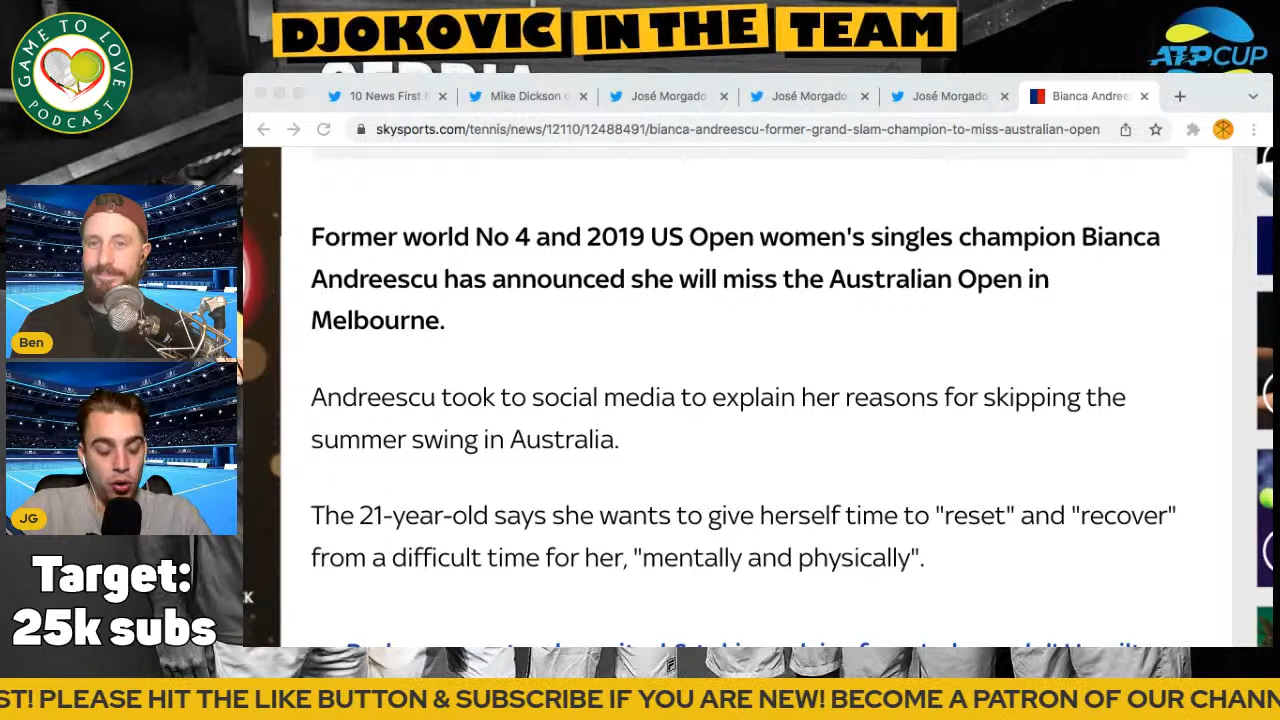 DJOKOVIC IN THE TEAM
SERBIA
GAME TO LOVE
PODCAST
ATP CUP
10 News First
Mike Dickson
José Morgado
José Morgado
José Morgado
Bianca Andree
skysports.com/tennis/news/12110/12488491/bianca-andreescu-former-grand-slam-champion-to-miss-australian-open
Former world No 4 and 2019 US Open women's singles champion Bianca
Andreescu has announced she will miss the Australian Open in
Melbourne.
Andreescu took to social media to explain her reasons for skipping the
summer swing in Australia.
The 21-year-old says she wants to give herself time to "reset" and "recover"
from a difficult time for her, "mentally and physically".
Ben
JG
Target:
25k subs
K
ST! PLEASE HIT THE LIKE BUTTON & SUBSCRIBE IF YOU ARE NEW! BECOME A PATRON OF OUR CHANN